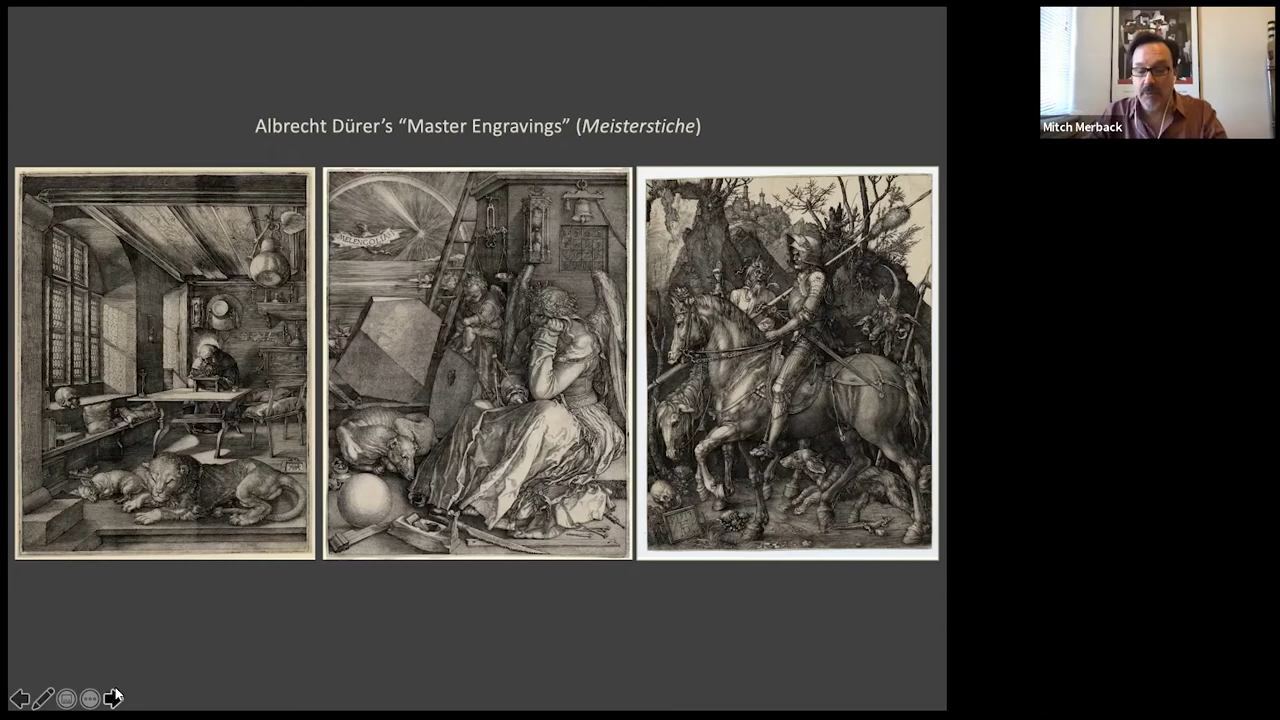 Albrecht Dürer’s “Master Engravings” (Meisterstiche)
MELENCOLIA I
Mitch Merback